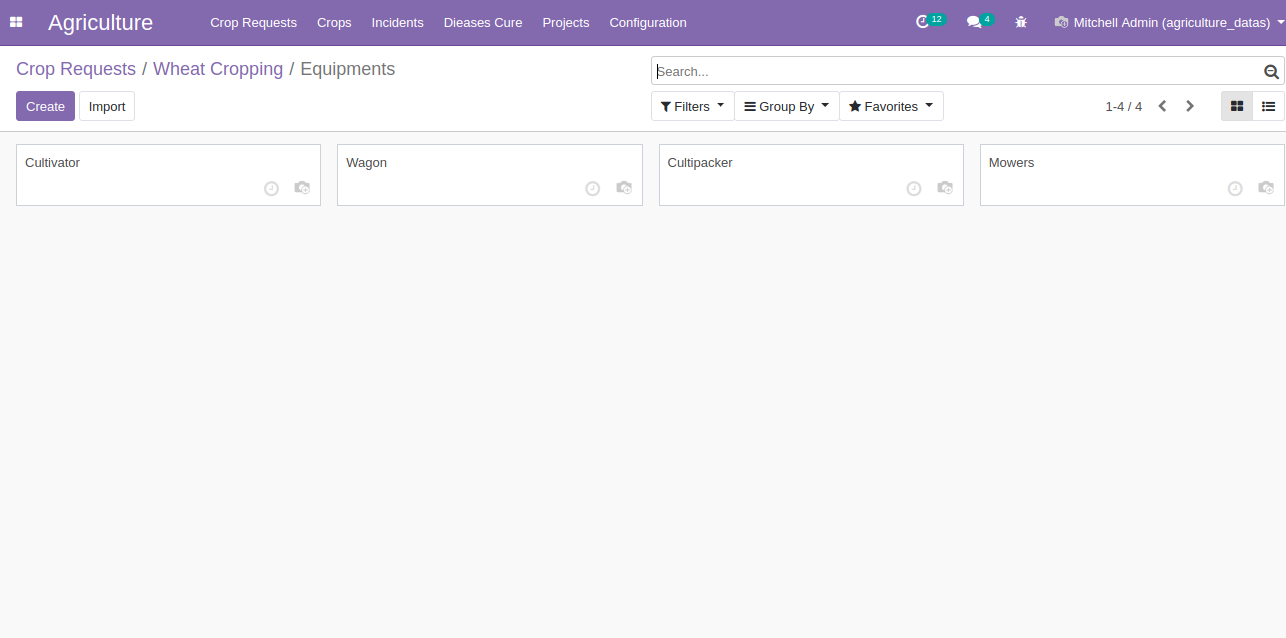 Agriculture Crop Requests Crops Incidents Dieases Cure Projects Configuration 12 4 Mitchell Admin (agriculture_datas)
Crop Requests / Wheat Cropping / Equipments
Search...
Create Import Filters Group By Favorites 1-4 / 4
Cultivator Wagon Cultipacker Mowers